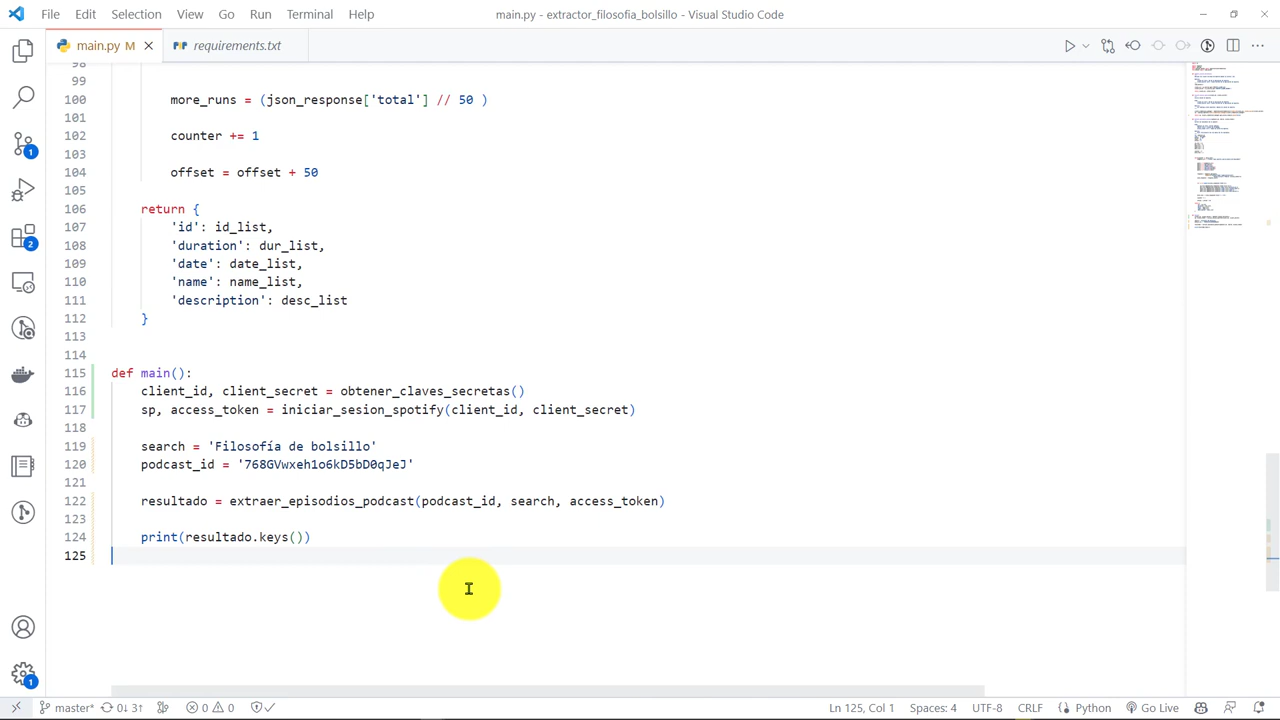 File Edit Selection View Go Run Terminal Help
main.py - extractor_filosofia_bolsillo - Visual Studio Code
main.py M
requirements.txt
98
99
100 more_runs = (json_response['total'] / 50 )
101
102 counter += 1
103
104 offset = offset + 50
105
106 return {
107 'id': id_list,
108 'duration': dur_list,
109 'date': date_list,
110 'name': name_list,
111 'description': desc_list
112 }
113
114
115 def main():
116 client_id, client_secret = obtener_claves_secretas()
117 sp, access_token = iniciar_sesion_spotify(client_id, client_secret)
118
119 search = 'Filosofía de bolsillo'
120 podcast_id = '768GVwxeh1o6kD5bD0qJeJ'
121
122 resultado = extraer_episodios_podcast(podcast_id, search, access_token)
123
124 print(resultado.keys())
125
1
2
1
master* 0↓ 3↑ 0 0 Ln 125, Col 1 Spaces: 4 UTF-8 CRLF Python Go Live